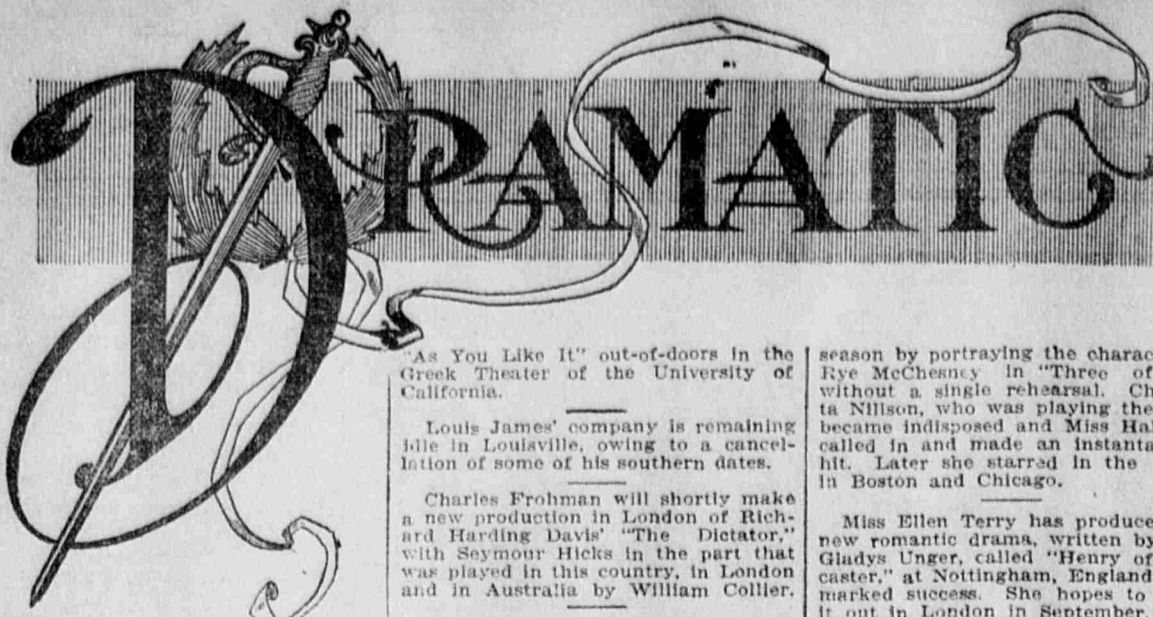 DRAMATIC
"As You Like It" out-of-doors in the
Greek Theater of the University of
California.
Louis James' company is remaining
idle in Louisville, owing to a cancel-
lation of some of his southern dates.
Charles Frohman will shortly make
a new production in London of Rich-
ard Harding Davis' "The Dictator,"
with Seymour Hicks in the part that
was played in this country, in London
and in Australia by William Collier.
season by portraying the charac
Rye McChesney in "Three of
without a single rehearsal. Ch
ta Nillson, who was playing the
became indisposed and Miss Hal
called in and made an instanta
hit. Later she starred in the
in Boston and Chicago.
Miss Ellen Terry has produce
new romantic drama, written by
Gladys Unger, called "Henry of
caster," at Nottingham, England
marked success. She hopes to
it out in London in September.